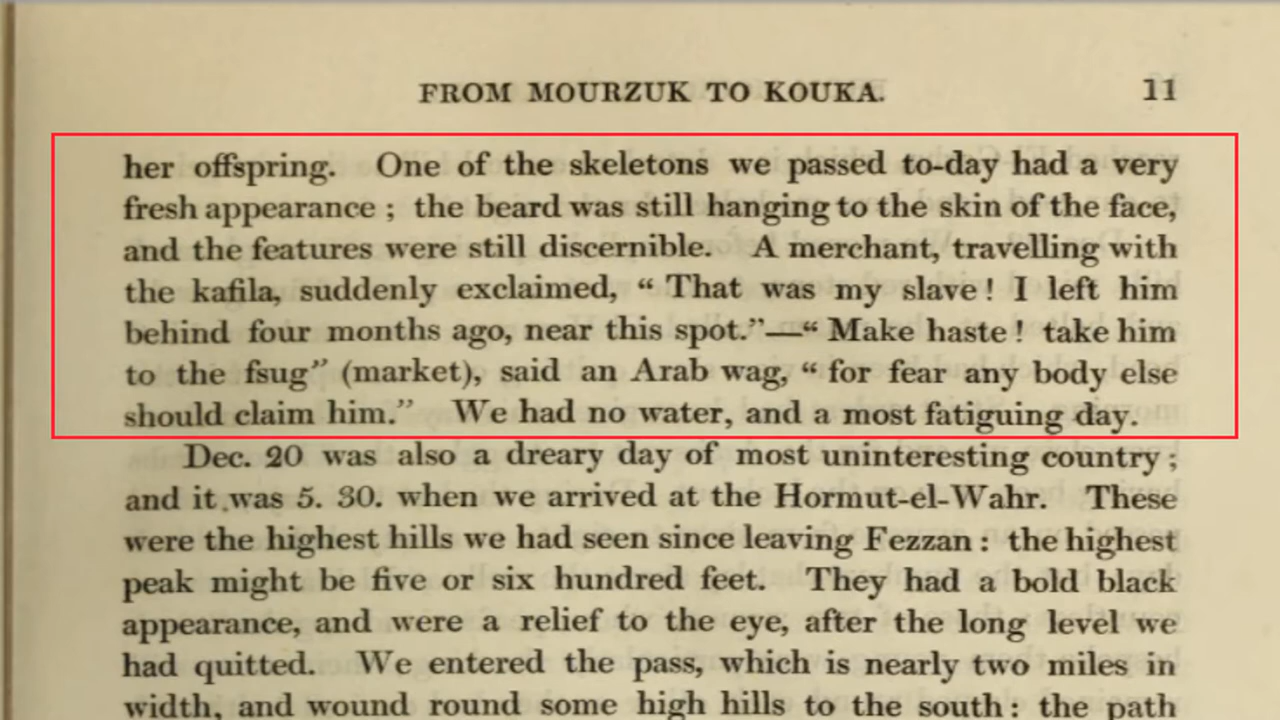 FROM MOURZUK TO KOUKA. 11
her offspring. One of the skeletons we passed to-day had a very
fresh appearance ; the beard was still hanging to the skin of the face,
and the features were still discernible. A merchant, travelling with
the kafila, suddenly exclaimed, “ That was my slave ! I left him
behind four months ago, near this spot.”—“ Make haste ! take him
to the fsug” (market), said an Arab wag, “ for fear any body else
should claim him.” We had no water, and a most fatiguing day.
Dec. 20 was also a dreary day of most uninteresting country ;
and it was 5. 30. when we arrived at the Hormut-el-Wahr. These
were the highest hills we had seen since leaving Fezzan : the highest
peak might be five or six hundred feet. They had a bold black
appearance, and were a relief to the eye, after the long level we
had quitted. We entered the pass, which is nearly two miles in
width, and wound round some high hills to the south : the path